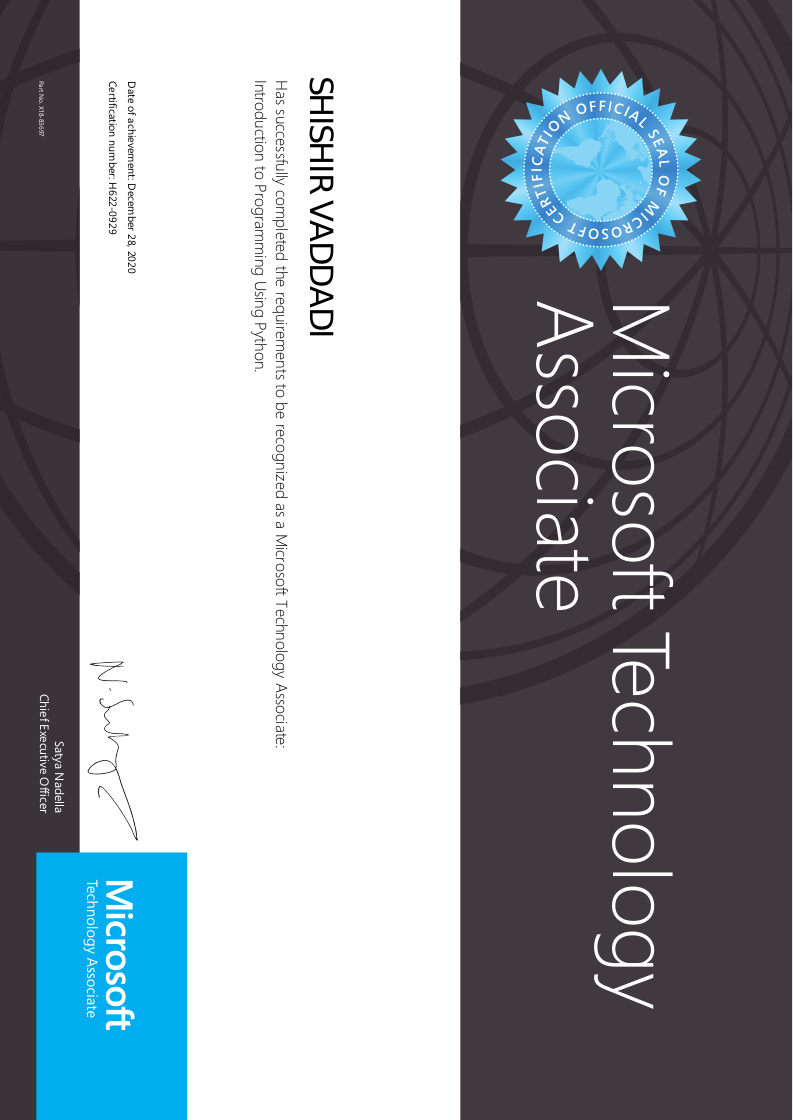 OFFICIAL SEAL OF MICROSOFT CERTIFICATION
Microsoft Technology
Associate
SHISHIR VADDADI
Has successfully completed the requirements to be recognized as a Microsoft Technology Associate:
Introduction to Programming Using Python.
Date of achievement: December 28, 2020
Certification number: H622-0929
N. Satya
Satya Nadella
Chief Executive Officer
Microsoft
Technology Associate
Part No. X18-83697